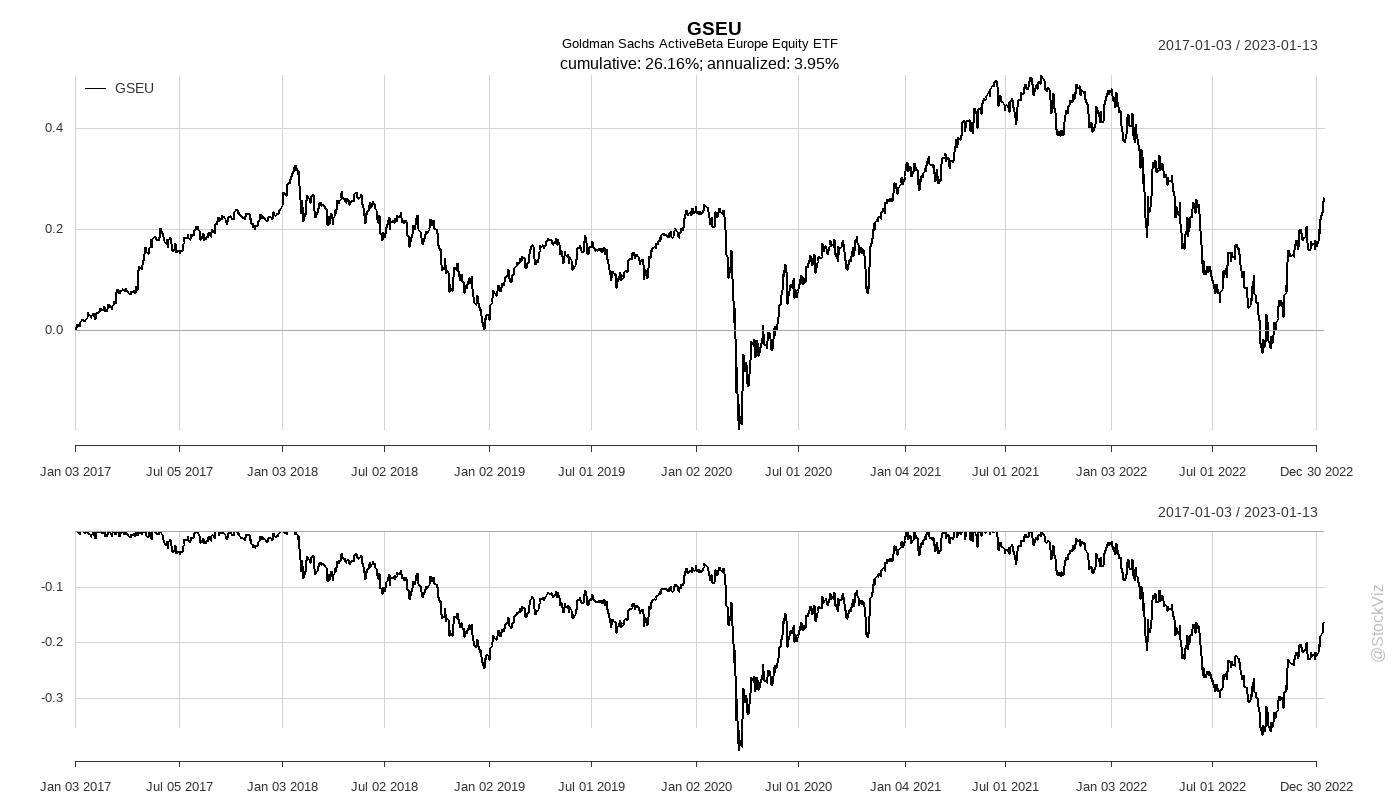 GSEU
Goldman Sachs ActiveBeta Europe Equity ETF
2017-01-03 / 2023-01-13
cumulative: 26.16%; annualized: 3.95%
GSEU
0.4
0.2
0.0
Jan 03 2017 Jul 05 2017 Jan 03 2018 Jul 02 2018 Jan 02 2019 Jul 01 2019 Jan 02 2020 Jul 01 2020 Jan 04 2021 Jul 01 2021 Jan 03 2022 Jul 01 2022 Dec 30 2022
2017-01-03 / 2023-01-13
-0.1
-0.2
-0.3
Jan 03 2017 Jul 05 2017 Jan 03 2018 Jul 02 2018 Jan 02 2019 Jul 01 2019 Jan 02 2020 Jul 01 2020 Jan 04 2021 Jul 01 2021 Jan 03 2022 Jul 01 2022 Dec 30 2022
@StockViz